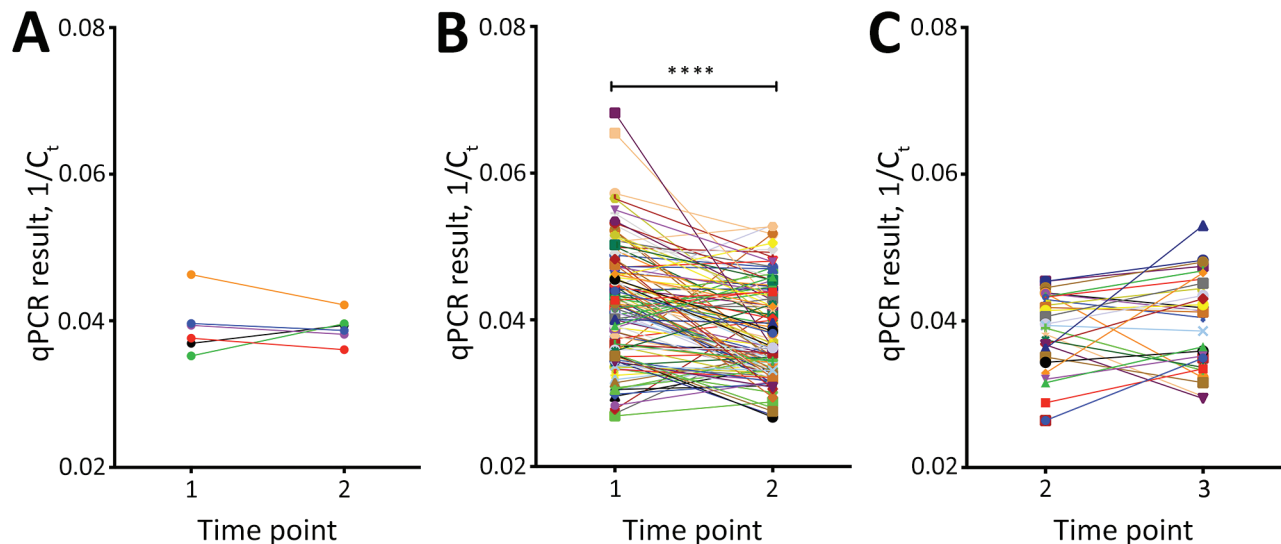 A
qPCR result, 1/Ct
0.08
0.06
0.04
0.02
1
2
Time point
B
qPCR result, 1/Ct
0.08
0.06
0.04
0.02
****
1
2
Time point
C
qPCR result, 1/Ct
0.08
0.06
0.04
0.02
2
3
Time point